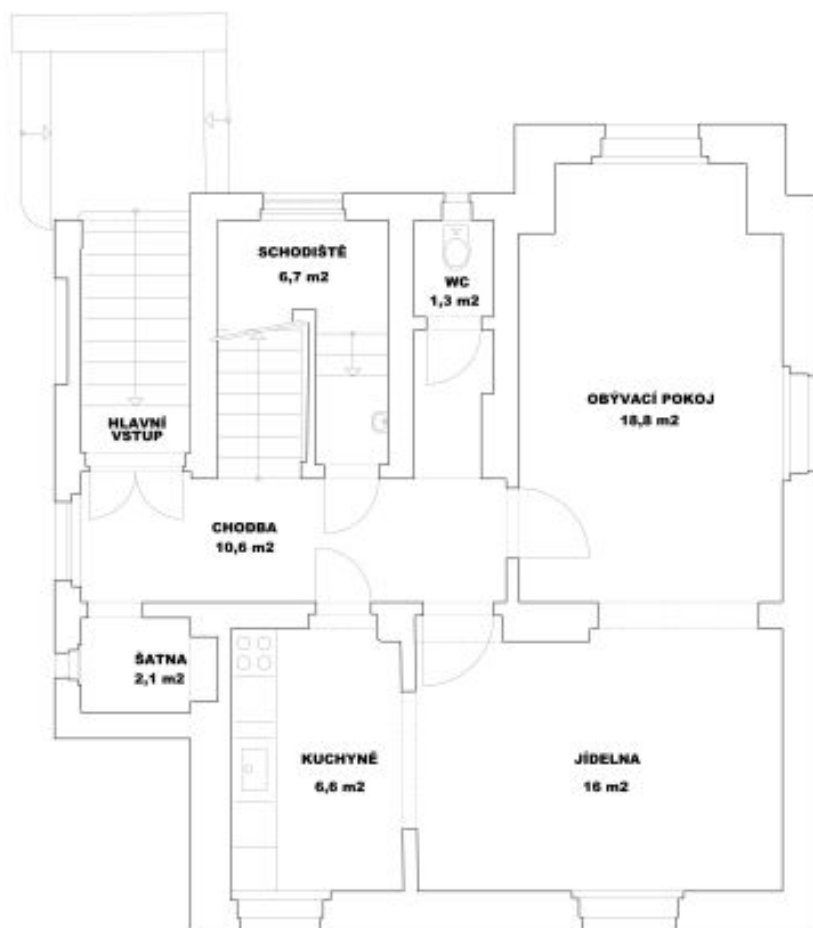 SCHODIŠTĚ
6,7 m2
WC
1,3 m2
OBÝVACÍ POKOJ
18,8 m2
HLAVNÍ
VSTUP
CHODBA
10,6 m2
ŠATNA
2,1 m2
KUCHYNĚ
6,6 m2
JÍDELNA
16 m2